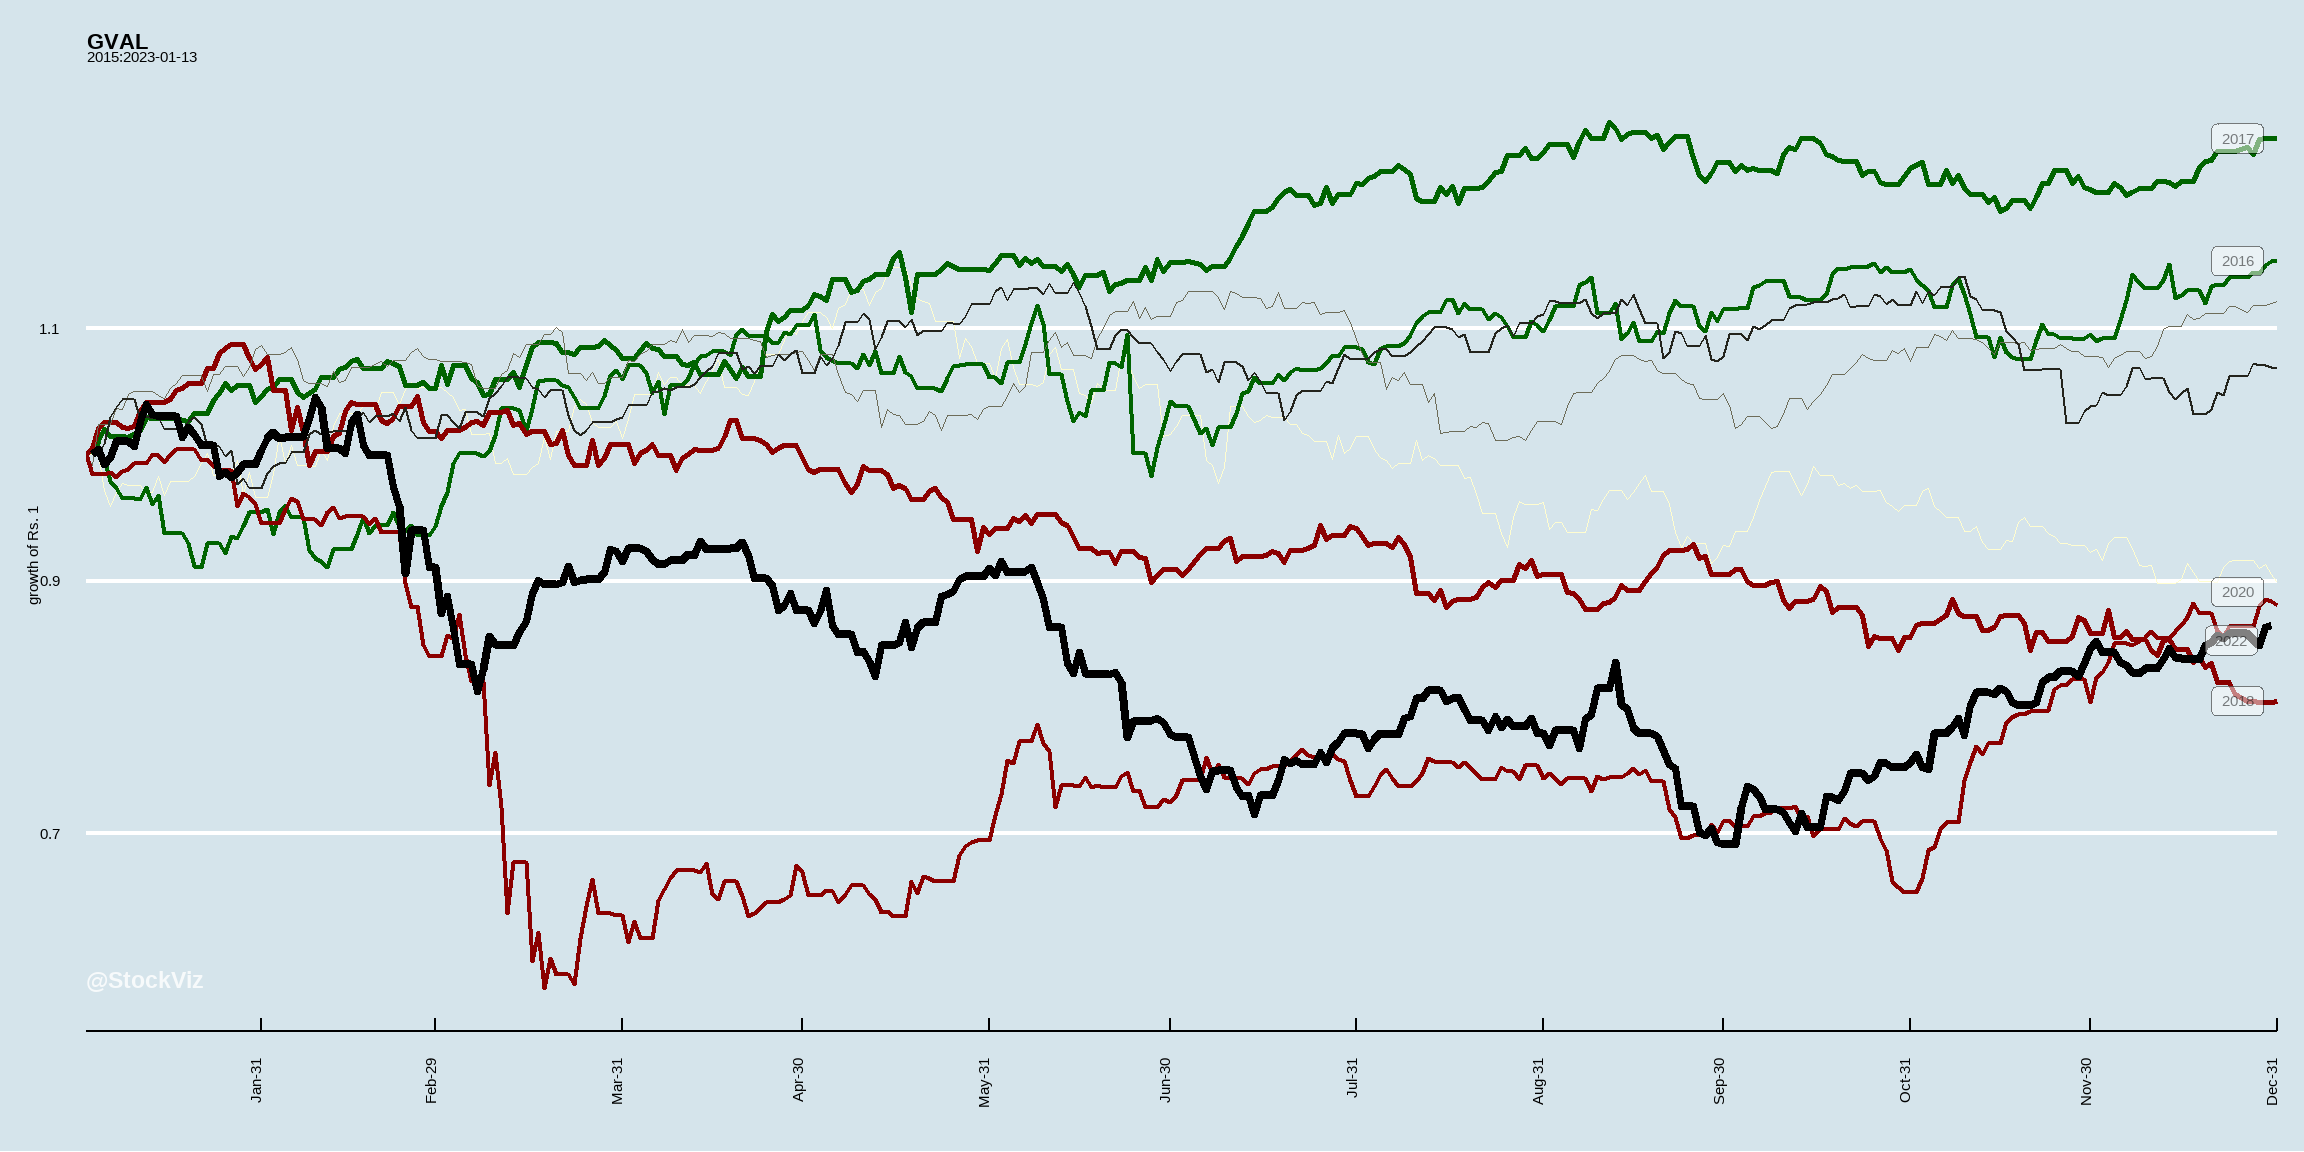 GVAL
2015:2023-01-13
2017
2016
1.1
growth of Rs. 1
0.9
2020
2022
2018
0.7
@StockViz
Jan-31
Feb-29
Mar-31
Apr-30
May-31
Jun-30
Jul-31
Aug-31
Sep-30
Oct-31
Nov-30
Dec-31